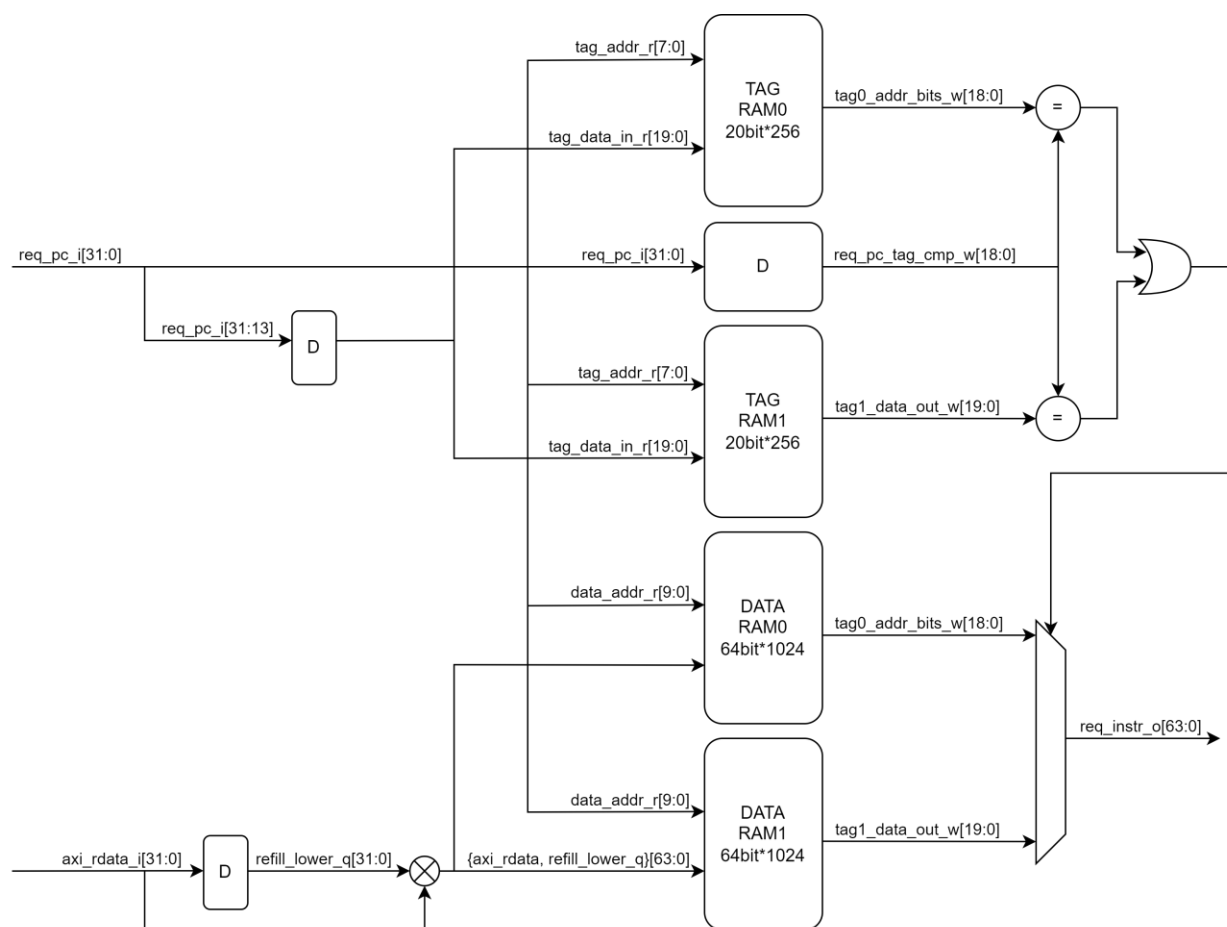 tag_addr_r[7:0]
TAG
RAM0
20bit*256
tag0_addr_bits_w[18:0]
=
tag_data_in_r[19:0]
req_pc_i[31:0]
req_pc_i[31:0]
D
req_pc_tag_cmp_w[18:0]
req_pc_i[31:13]
D
tag_addr_r[7:0]
TAG
RAM1
20bit*256
tag1_data_out_w[19:0]
=
tag_data_in_r[19:0]
data_addr_r[9:0]
DATA
RAM0
64bit*1024
tag0_addr_bits_w[18:0]
req_instr_o[63:0]
data_addr_r[9:0]
DATA
RAM1
64bit*1024
tag1_data_out_w[19:0]
axi_rdata_i[31:0]
D
refill_lower_q[31:0]
{axi_rdata, refill_lower_q}[63:0]